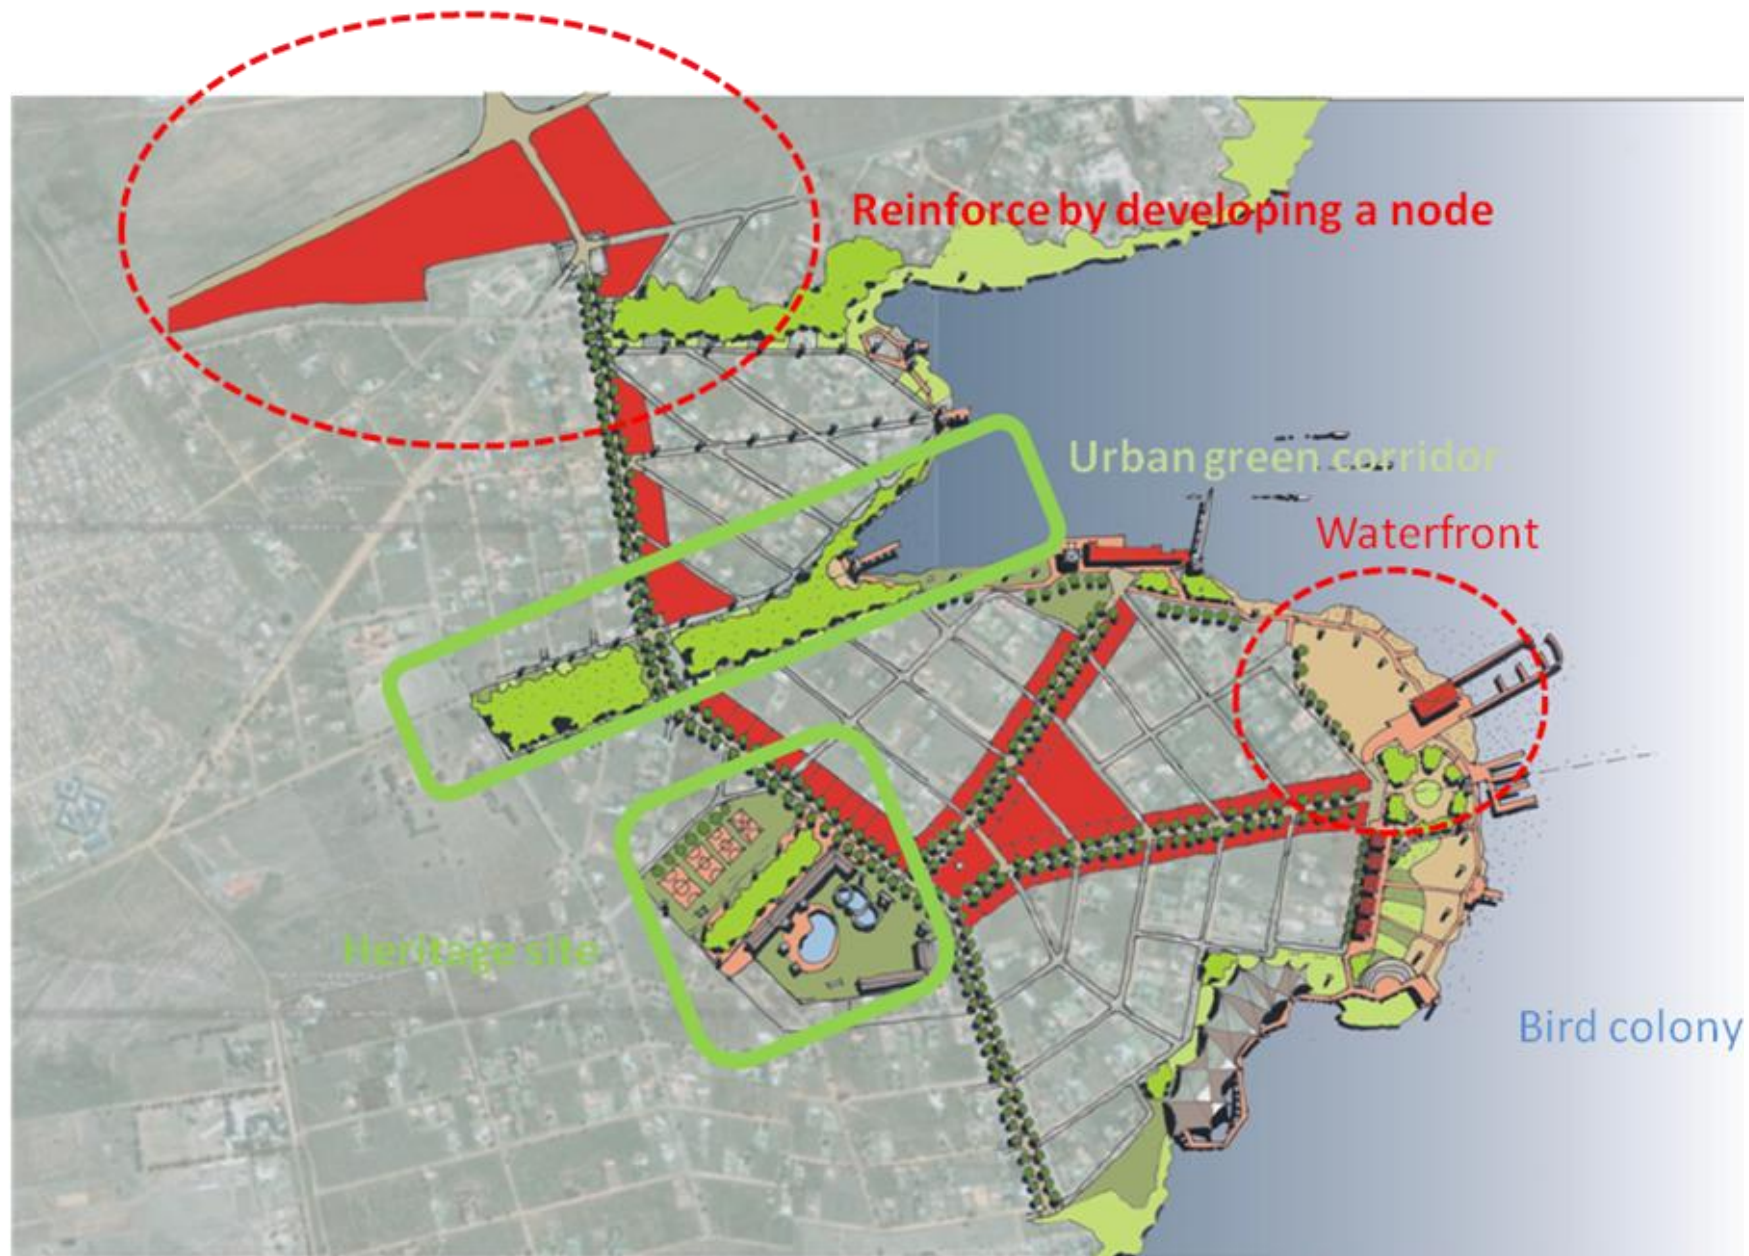 Reinforce by developing a node
Urban green corridor
Waterfront
Heritage site
Bird colony